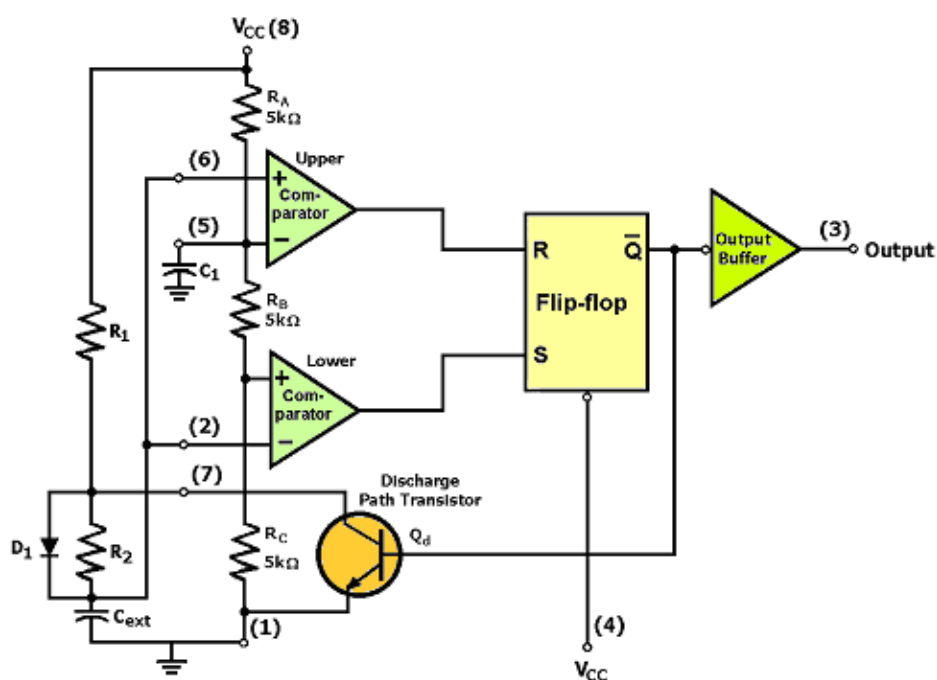 VCC (8)
RA
5kΩ
(6)
Upper
+
Com-
parator
−
(5)
C1
R
Q̅
Output
Buffer
(3)
Output
RB
5kΩ
Flip-flop
R1
Lower
+
Com-
parator
−
S
(2)
(7)
Discharge
Path Transistor
D1
R2
RC
5kΩ
Qd
Cext
(1)
(4)
VCC